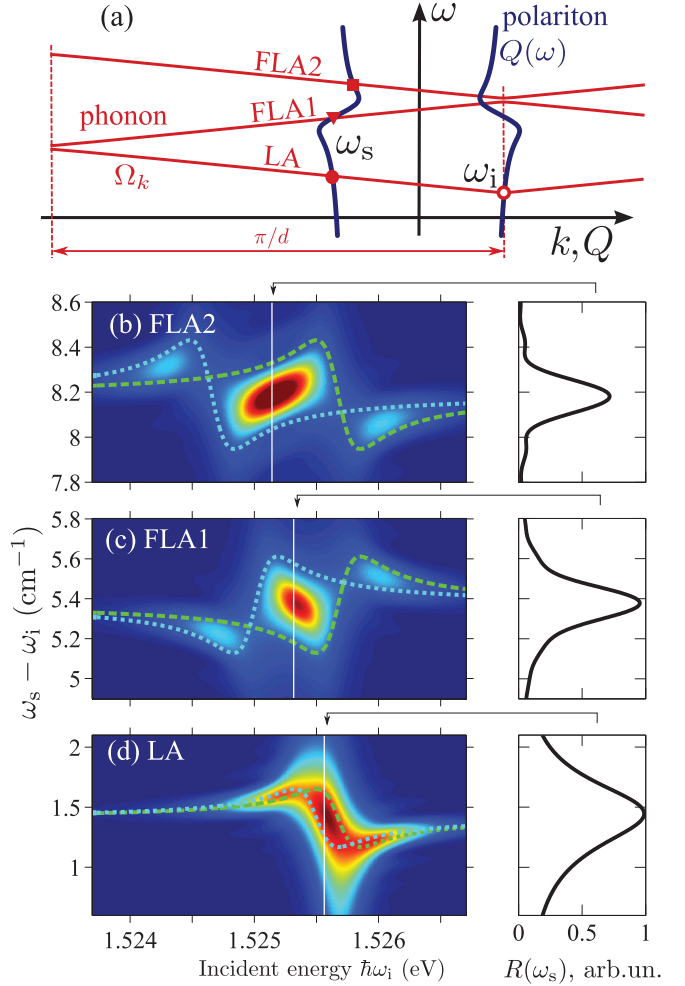 (a)
ω
polariton
Q(ω)
FLA2
phonon
FLA1
ωs
LA
ωi
Ωk
π/d
k, Q
8.6
(b) FLA2
8.4
8.2
8
7.8
5.8
(c) FLA1
5.6
5.4
5.2
5
ωs − ωi (cm⁻¹)
2
(d) LA
1.5
1
1.524
1.525
1.526
0
0.5
1
Incident energy ħωi (eV)
R(ωs), arb.un.